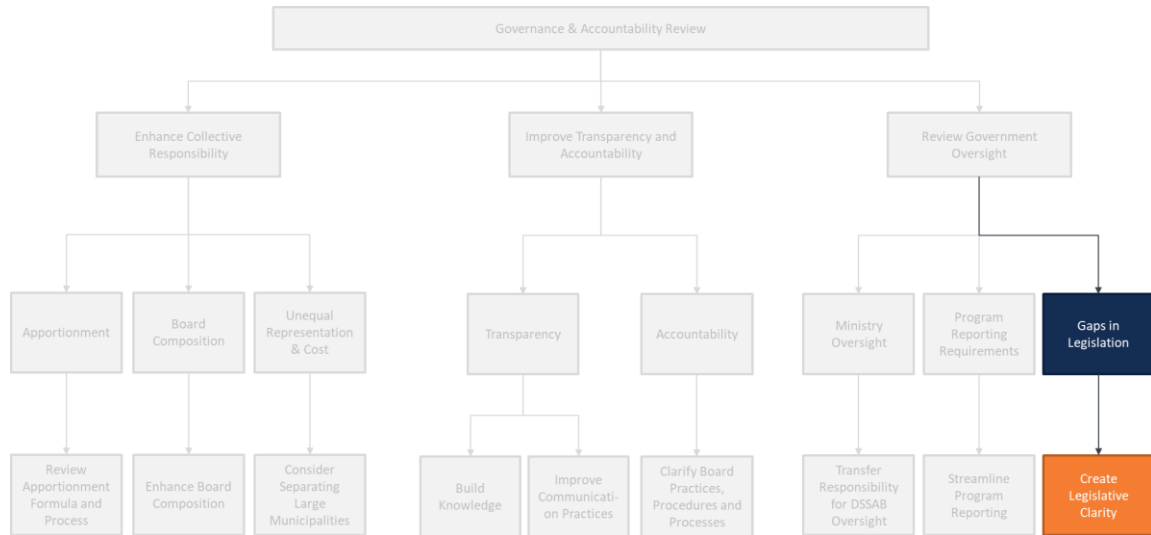 Governance & Accountability Review
Enhance Collective
Responsibility
Improve Transparency and
Accountability
Review Government
Oversight
Apportionment
Board
Composition
Unequal
Representation
& Cost
Transparency
Accountability
Ministry
Oversight
Program
Reporting
Requirements
Gaps in
Legislation
Review
Apportionment
Formula and
Process
Enhance Board
Composition
Consider
Separating
Large
Municipalities
Build
Knowledge
Improve
Communicati-
on Practices
Clarify Board
Practices,
Procedures and
Processes
Transfer
Responsibility
for DSSAB
Oversight
Streamline
Program
Reporting
Create
Legislative
Clarity